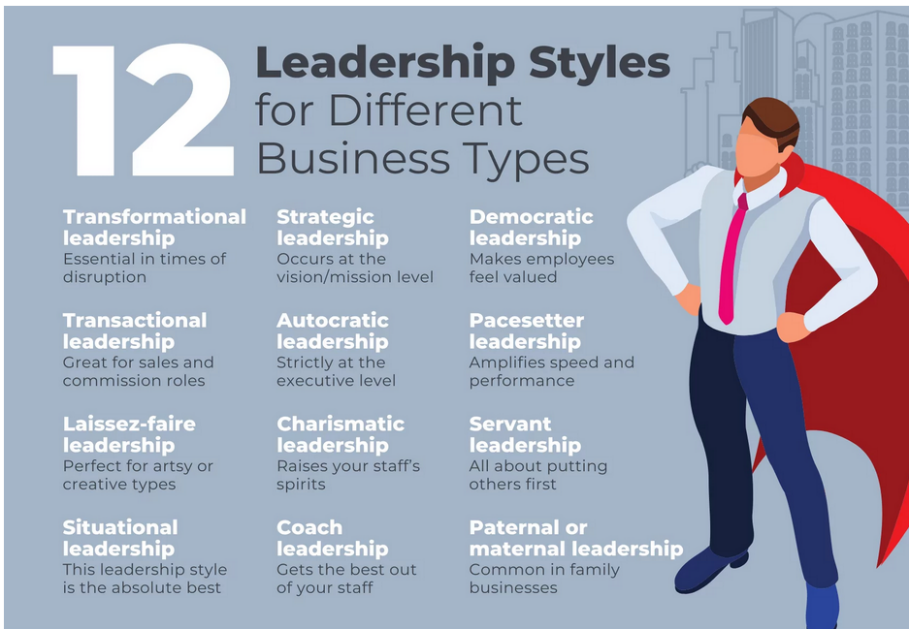 12
Leadership Styles
for Different
Business Types
Transformational
leadership
Essential in times of
disruption
Strategic
leadership
Occurs at the
vision/mission level
Democratic
leadership
Makes employees
feel valued
Transactional
leadership
Great for sales and
commission roles
Autocratic
leadership
Strictly at the
executive level
Pacesetter
leadership
Amplifies speed and
performance
Laissez-faire
leadership
Perfect for artsy or
creative types
Charismatic
leadership
Raises your staff's
spirits
Servant
leadership
All about putting
others first
Situational
leadership
This leadership style
is the absolute best
Coach
leadership
Gets the best out
of your staff
Paternal or
maternal leadership
Common in family
businesses